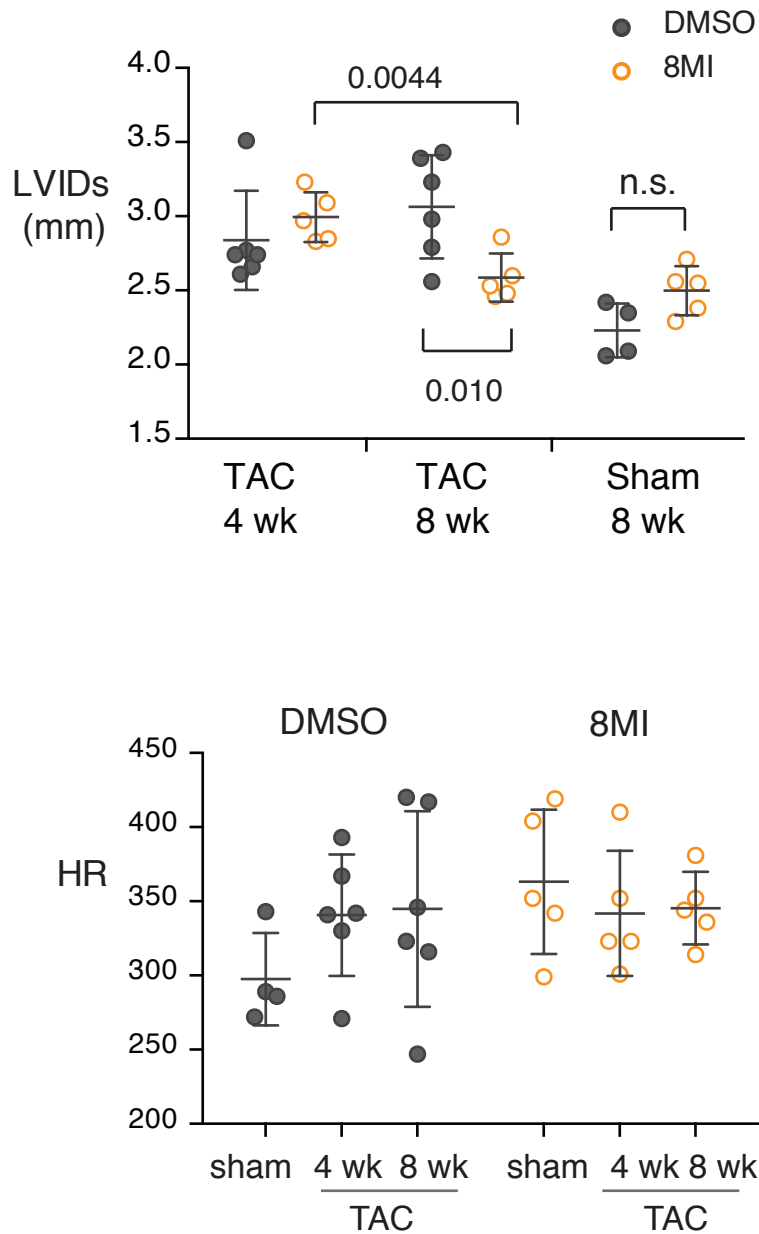 DMSO
8MI
4.0
3.5
3.0
2.5
2.0
1.5
LVIDs
(mm)
0.0044
n.s.
0.010
TAC
4 wk
TAC
8 wk
Sham
8 wk
DMSO
8MI
450
400
350
300
250
200
HR
sham 4 wk 8 wk sham 4 wk 8 wk
TAC TAC